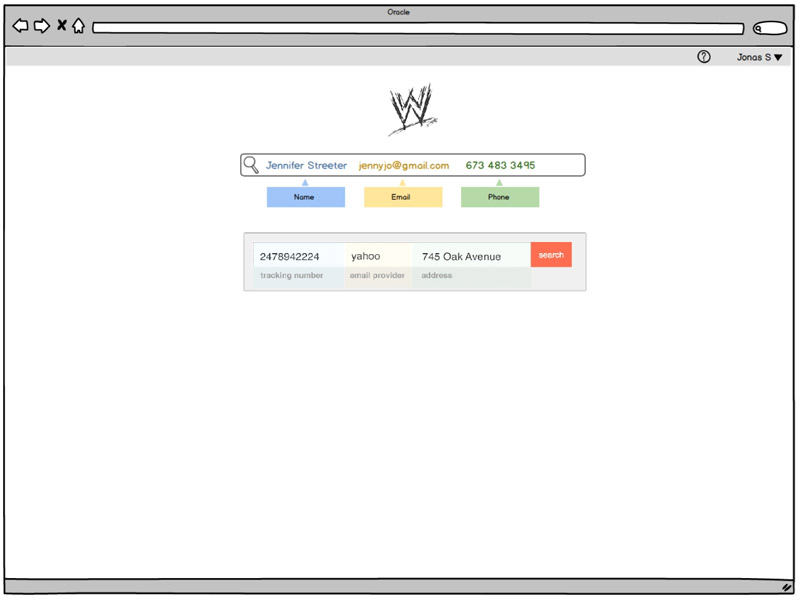 Oracle
Jonas S
Jennifer Streeter jennyjo@gmail.com 673 483 3495
Name Email Phone
2478942224 yahoo 745 Oak Avenue search
tracking number email provider address